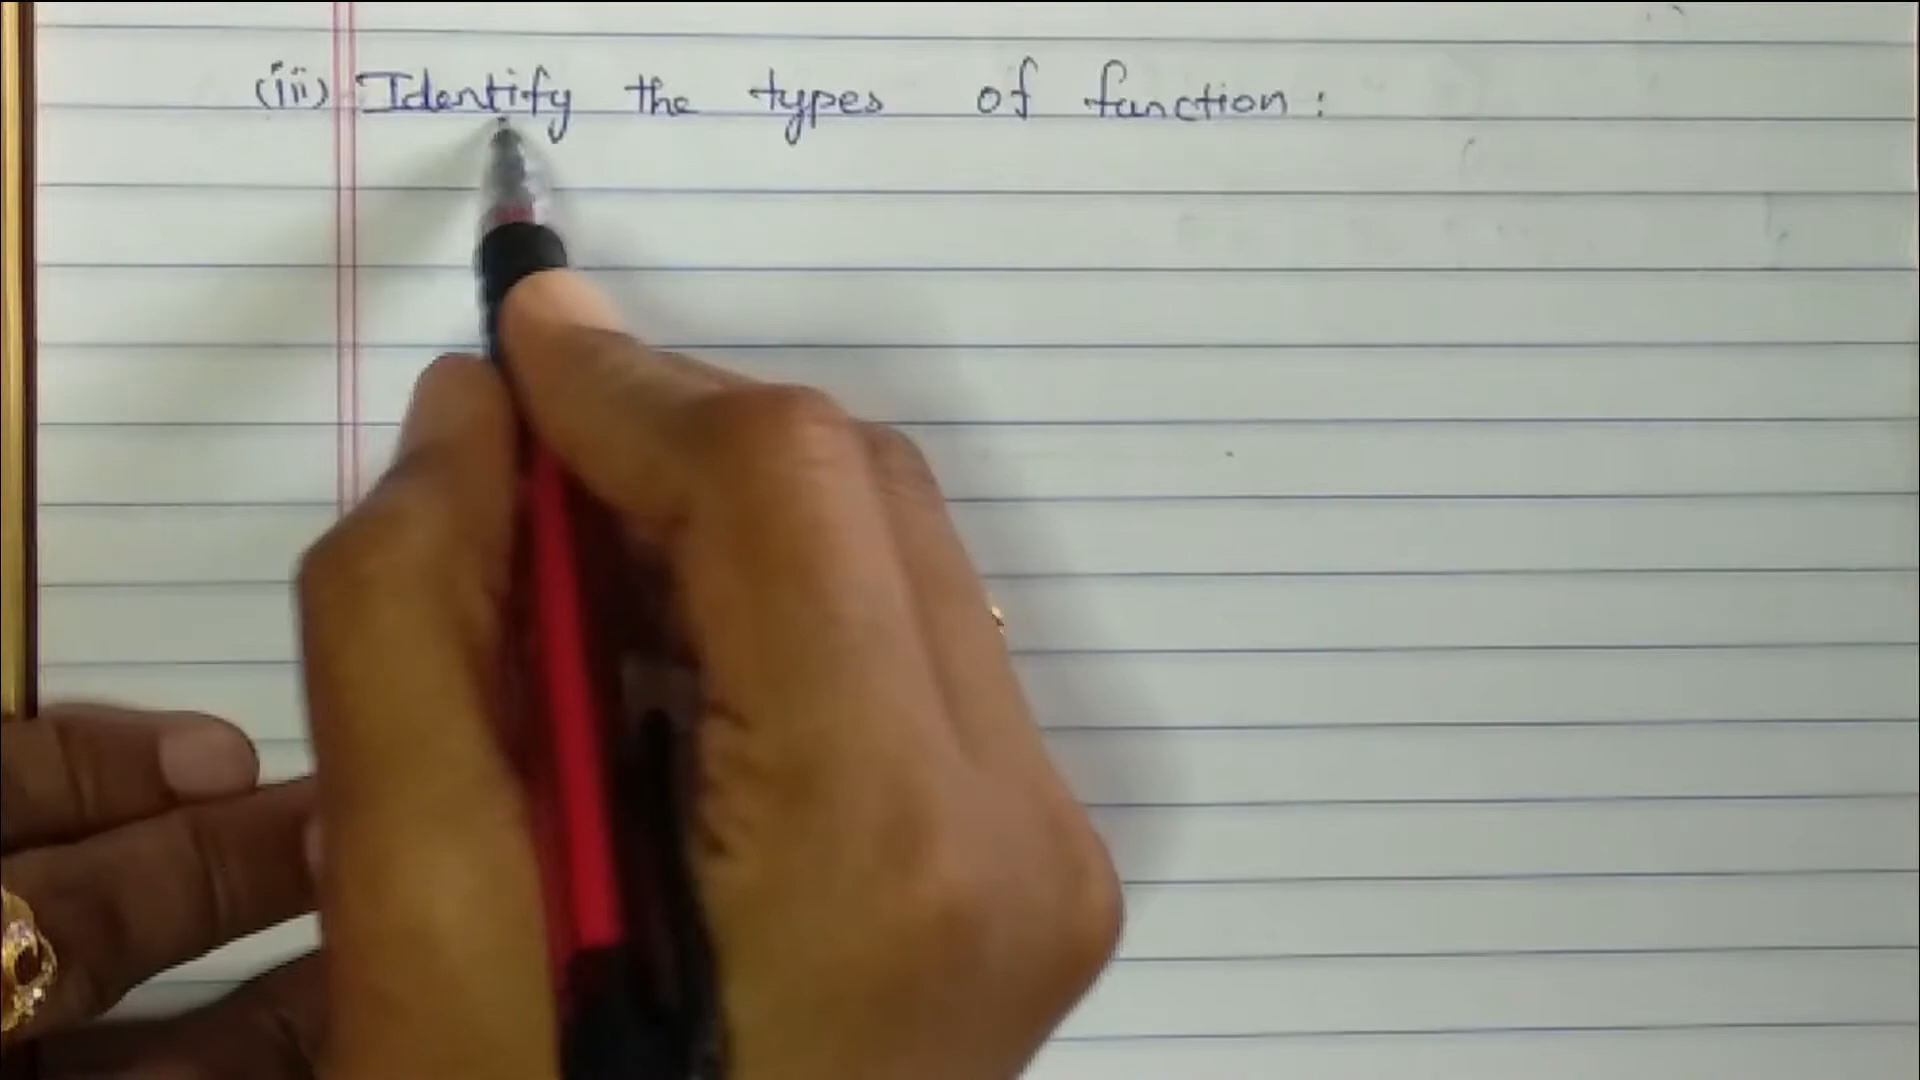 (iii) Identify the types of function: